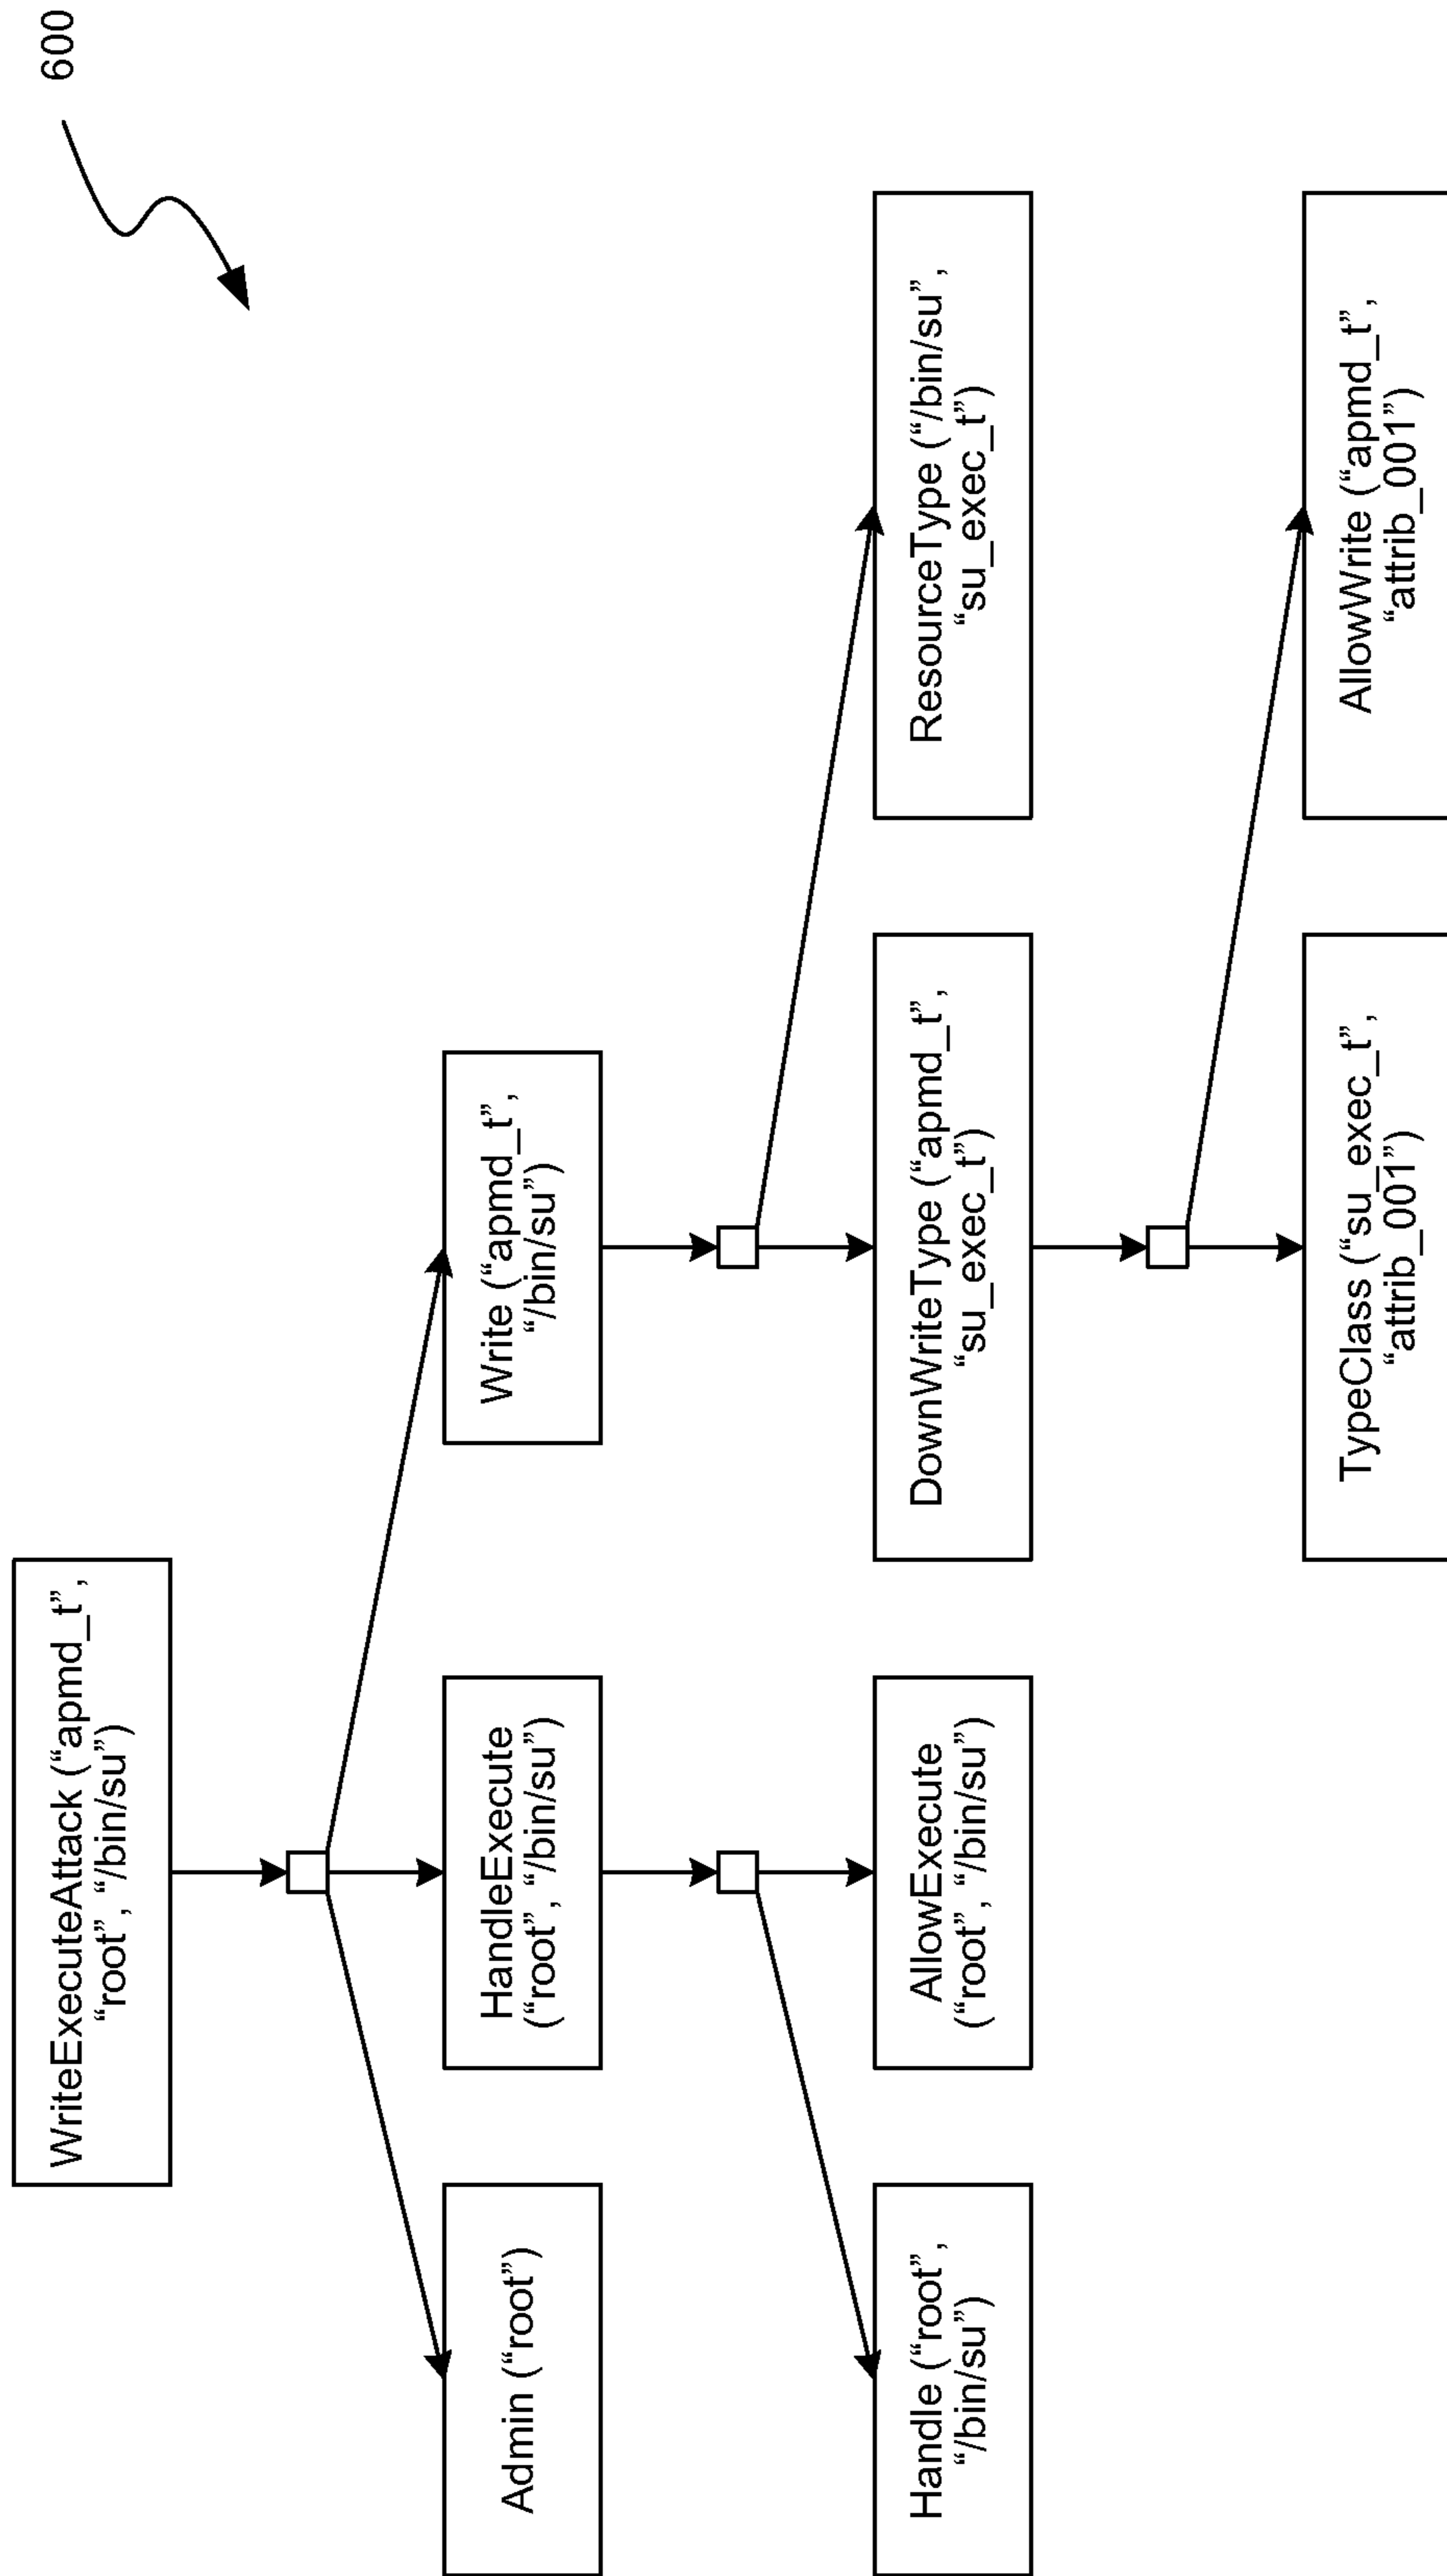 600
WriteExecuteAttack (“apmd_t”,
“root”, “/bin/su”)
Admin (“root”)
HandleExecute
(“root”, “/bin/su”)
Write (“apmd_t”,
“/bin/su”)
Handle (“root”,
“/bin/su”)
AllowExecute
(“root”, “/bin/su”)
DownWriteType (“apmd_t”,
“su_exec_t”)
ResourceType (“/bin/su”,
“su_exec_t”)
TypeClass (“su_exec_t”,
“attrib_001”)
AllowWrite (“apmd_t”,
“attrib_001”)